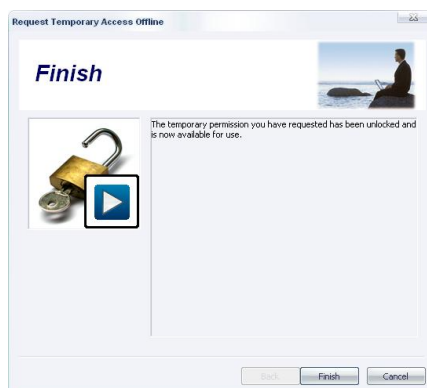 Request Temporary Access Offline
Finish
The temporary permission you have requested has been unlocked and
is now available for use.
Back
Finish
Cancel